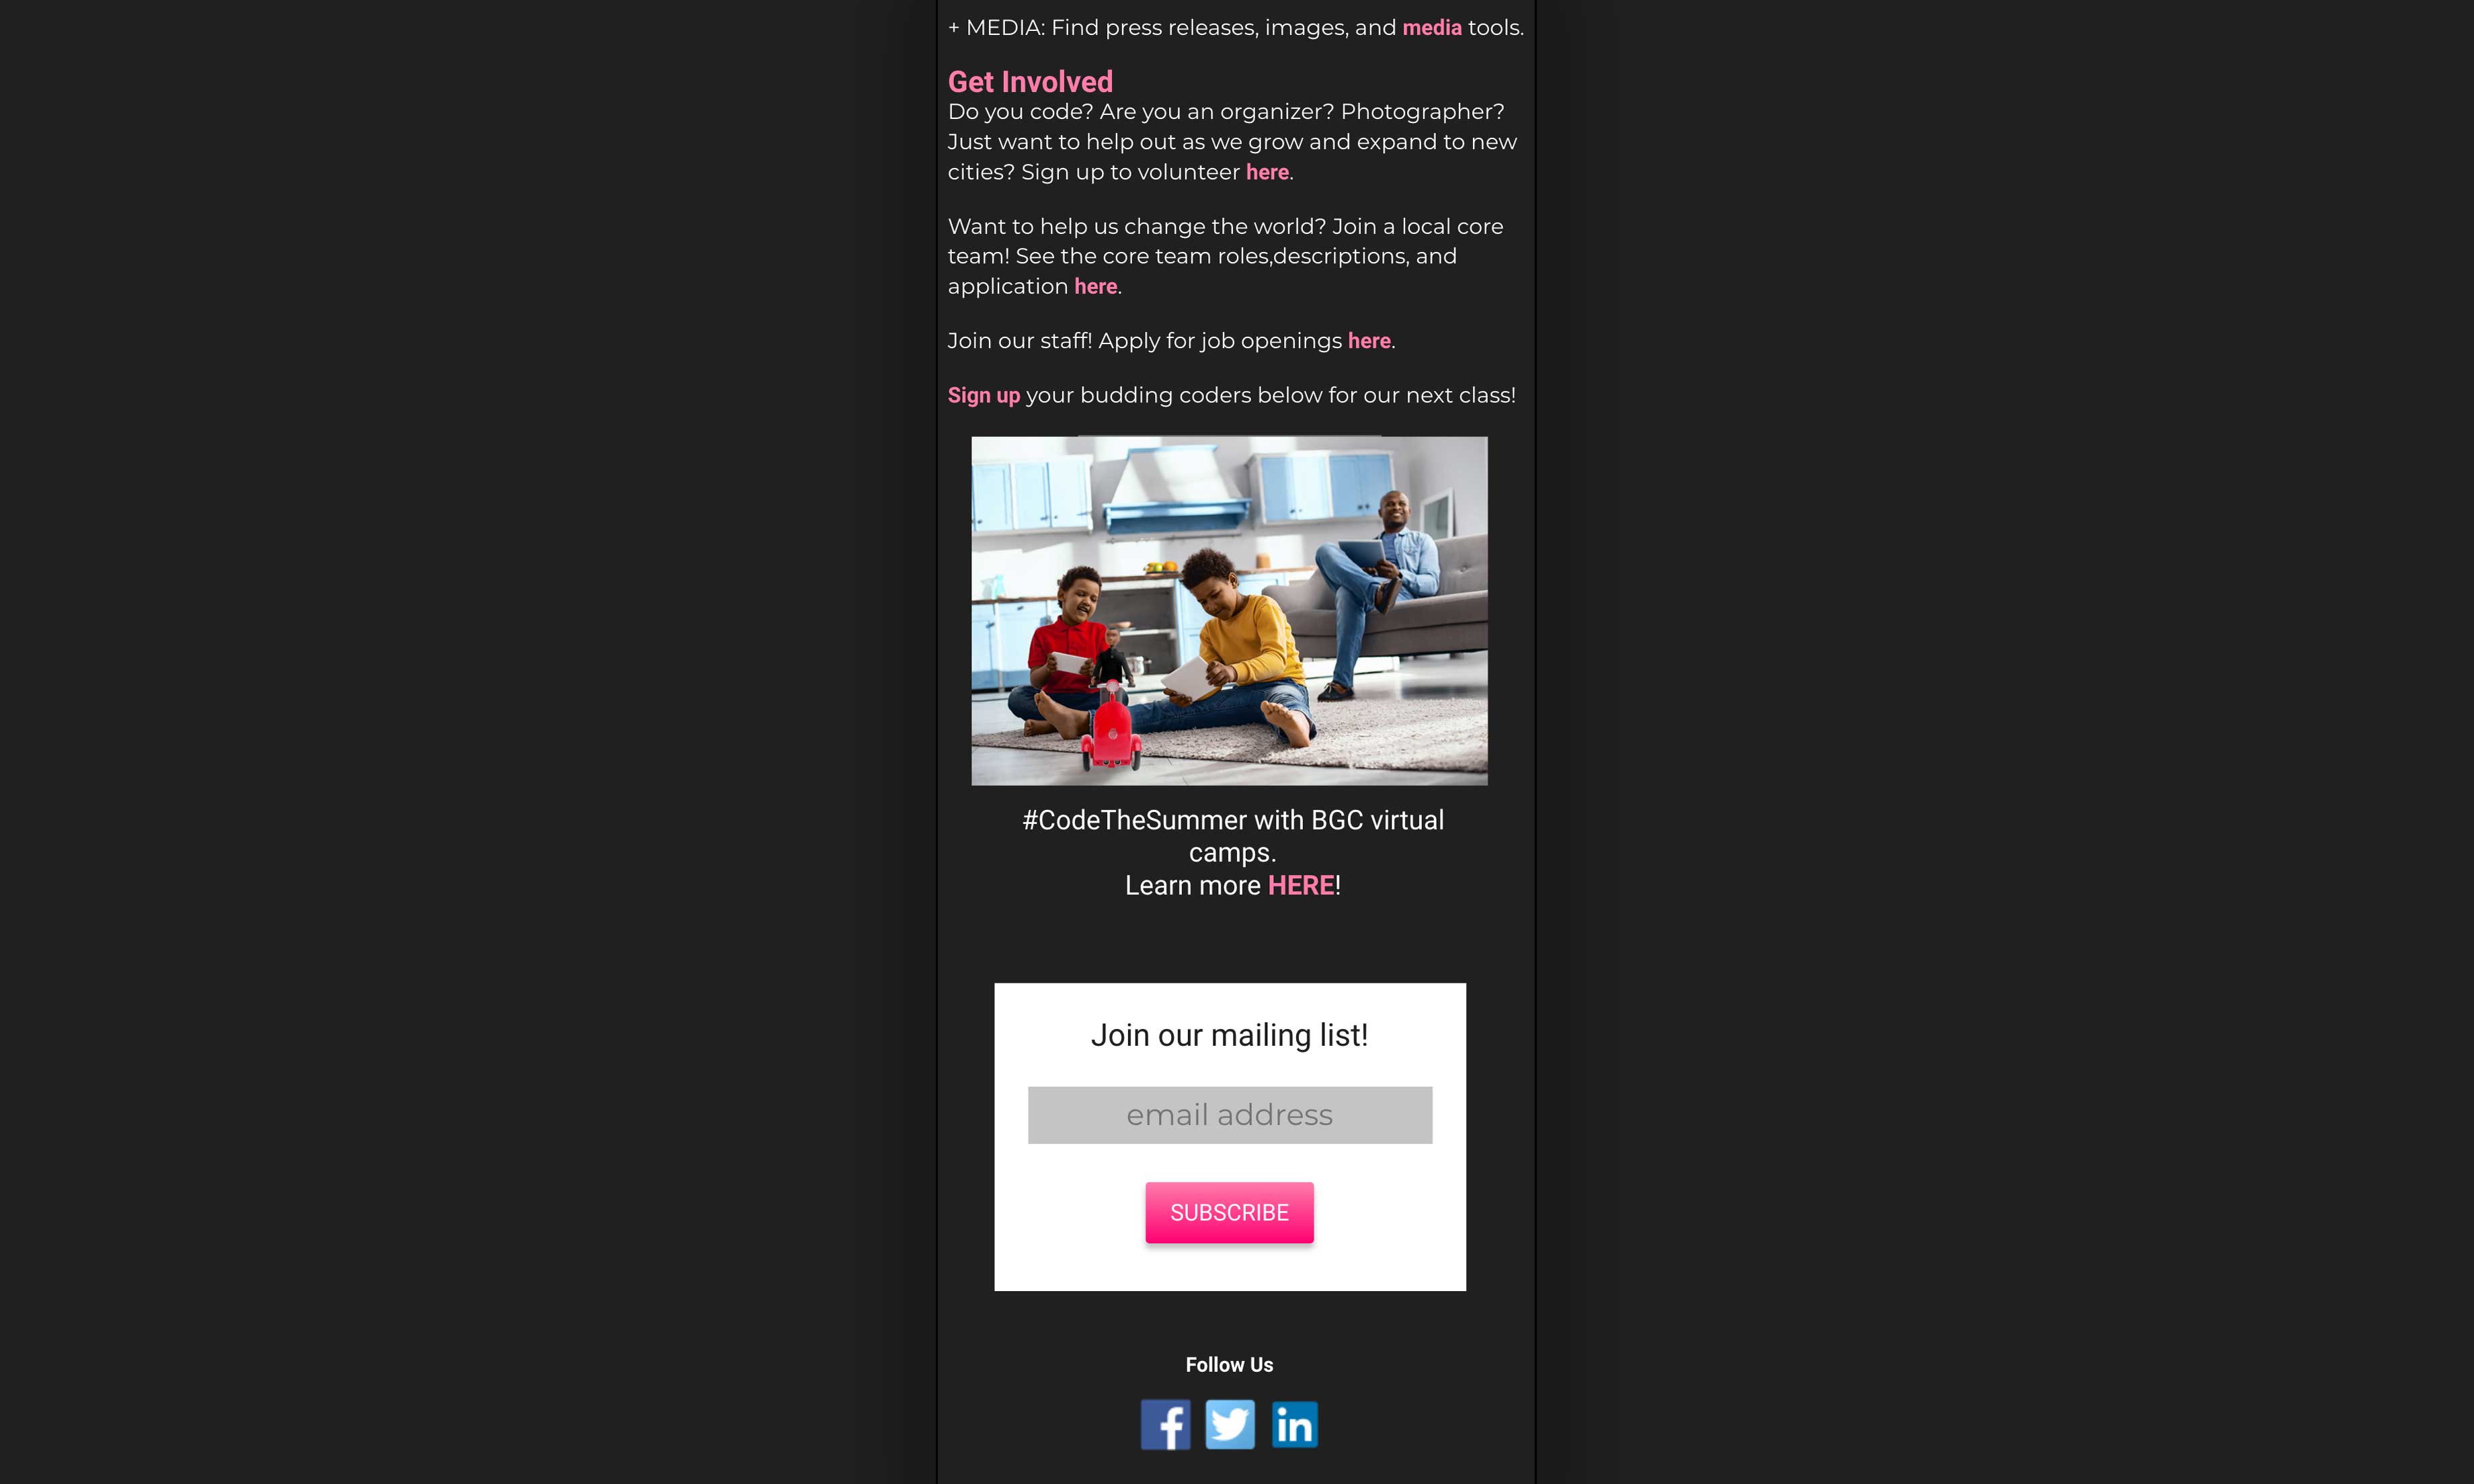 + MEDIA: Find press releases, images, and media tools.
Get Involved
Do you code? Are you an organizer? Photographer?
Just want to help out as we grow and expand to new
cities? Sign up to volunteer here.
Want to help us change the world? Join a local core
team! See the core team roles,descriptions, and
application here.
Join our staff! Apply for job openings here.
Sign up your budding coders below for our next class!
#CodeTheSummer with BGC virtual
camps.
Learn more HERE!
Join our mailing list!
email address
SUBSCRIBE
Follow Us
f
in